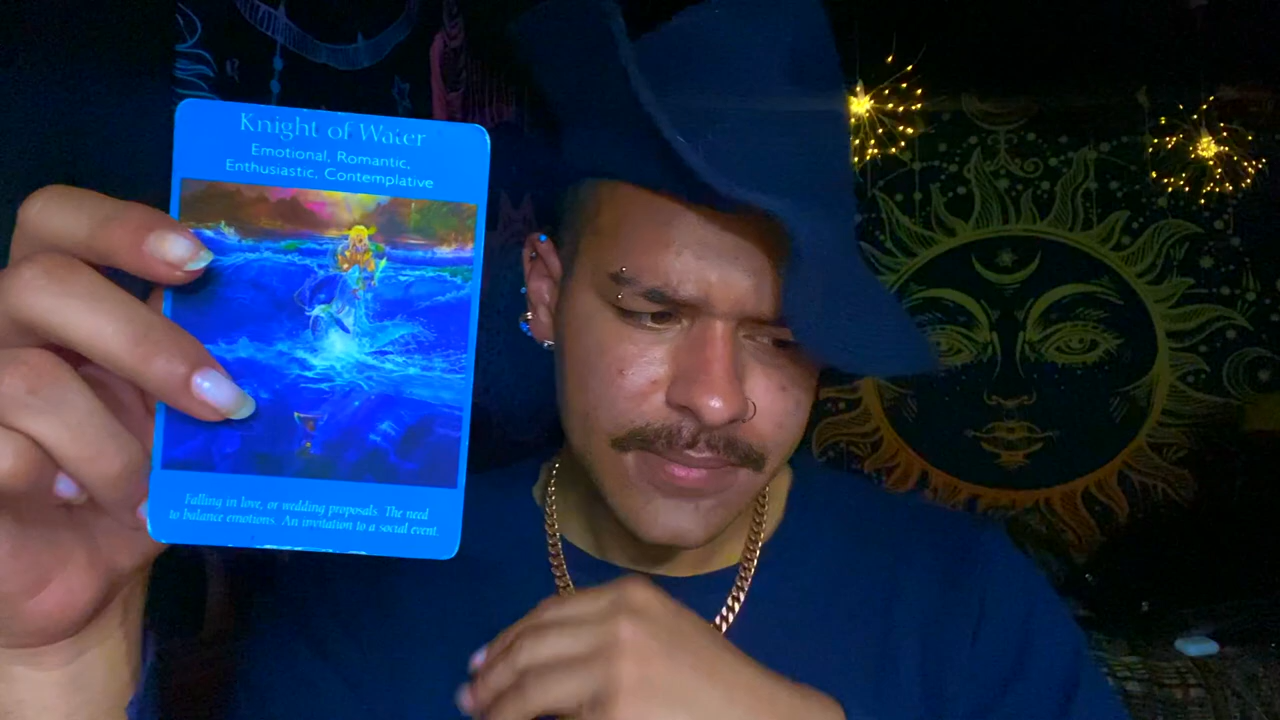 Knight of Water
Emotional, Romantic,
Enthusiastic, Contemplative
Falling in love, or wedding proposals. The need
to balance emotions. An invitation to a social event.